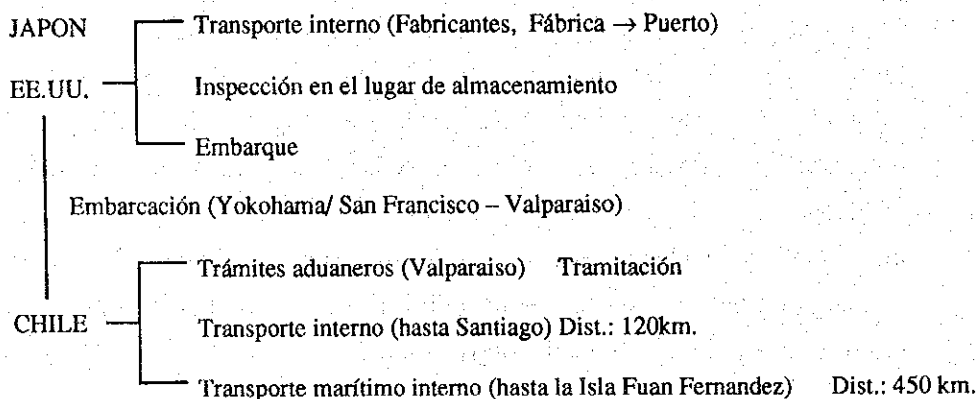 JAPON Transporte interno (Fabricantes, Fábrica → Puerto)
EE.UU. Inspección en el lugar de almacenamiento
Embarque
Embarcación (Yokohama/ San Francisco – Valparaiso)
Trámites aduaneros (Valparaiso) Tramitación
CHILE Transporte interno (hasta Santiago) Dist.: 120km.
Transporte marítimo interno (hasta la Isla Fuan Fernandez) Dist.: 450 km.